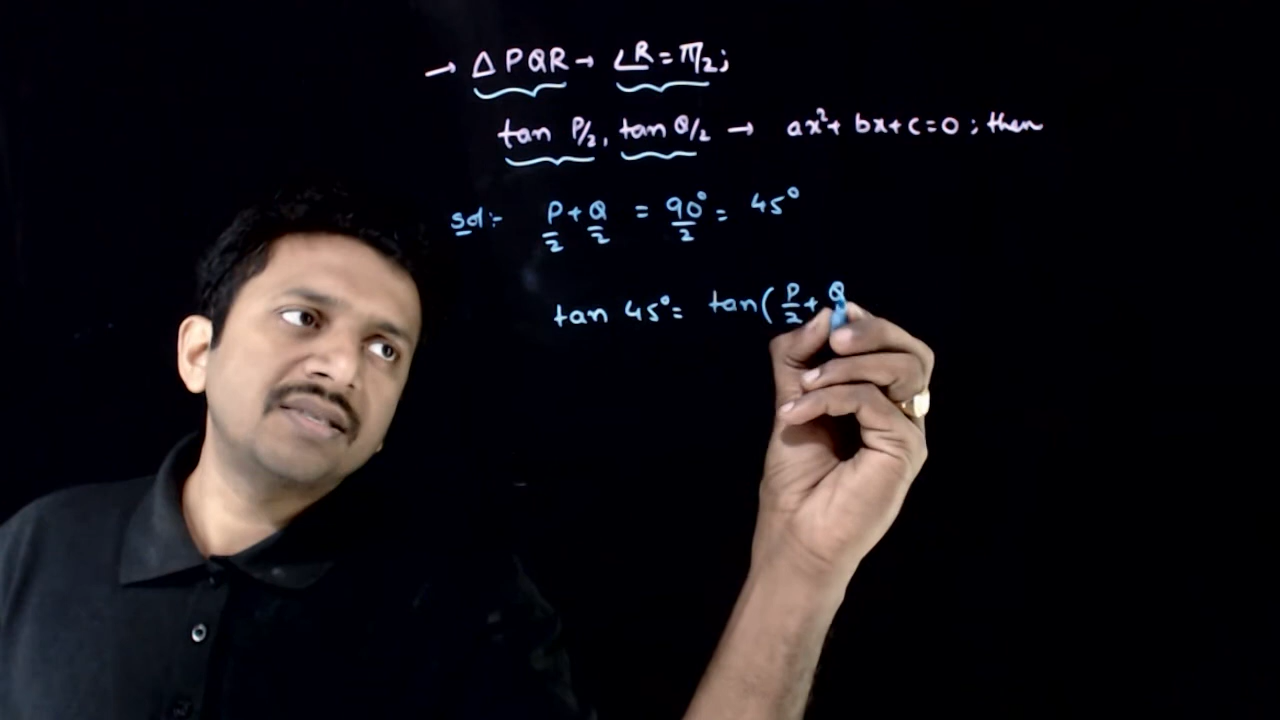 → △ PQR → ∠R = π/2 ;
tan P/2 , tan Q/2 → ax² + bx + c = 0 ; then
Sol :- P/2 + Q/2 = 90°/2 = 45°
tan 45° = tan ( P/2 + Q